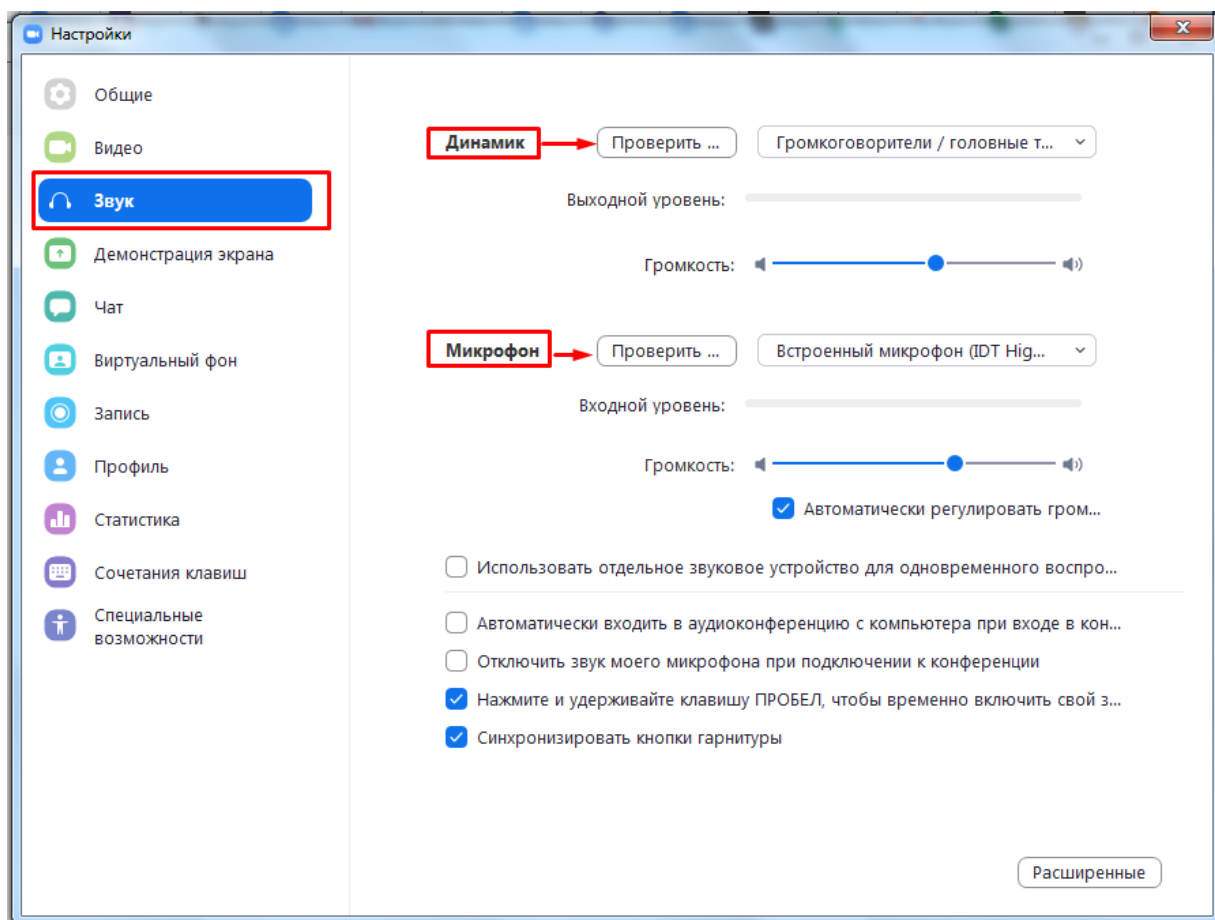 Настройки
Общие
Видео
Звук
Демонстрация экрана
Чат
Виртуальный фон
Запись
Профиль
Статистика
Сочетания клавиш
Специальные
возможности
Динамик Проверить ... Громкоговорители / головные т...
Выходной уровень:
Громкость:
Микрофон Проверить ... Встроенный микрофон (IDT Hig...
Входной уровень:
Громкость:
Автоматически регулировать гром...
Использовать отдельное звуковое устройство для одновременного воспро...
Автоматически входить в аудиоконференцию с компьютера при входе в кон...
Отключить звук моего микрофона при подключении к конференции
Нажмите и удерживайте клавишу ПРОБЕЛ, чтобы временно включить свой з...
Синхронизировать кнопки гарнитуры
Расширенные